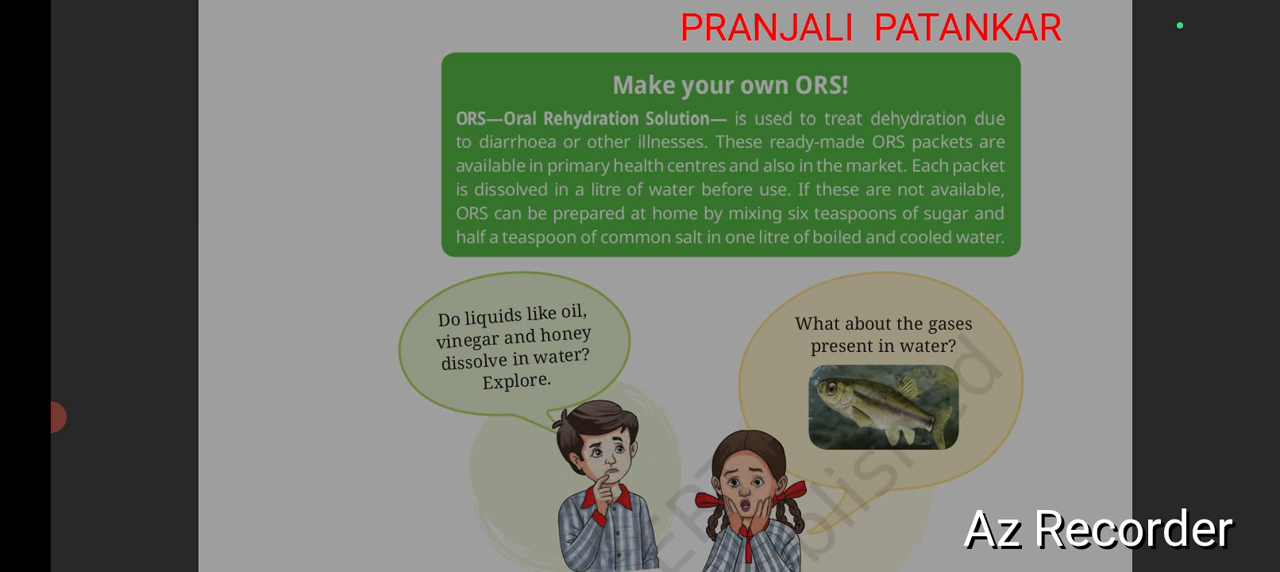 PRANJALI PATANKAR
Make your own ORS!
ORS—Oral Rehydration Solution— is used to treat dehydration due
to diarrhoea or other illnesses. These ready-made ORS packets are
available in primary health centres and also in the market. Each packet
is dissolved in a litre of water before use. If these are not available,
ORS can be prepared at home by mixing six teaspoons of sugar and
half a teaspoon of common salt in one litre of boiled and cooled water.
Do liquids like oil,
vinegar and honey
dissolve in water?
Explore.
What about the gases
present in water?
Az Recorder